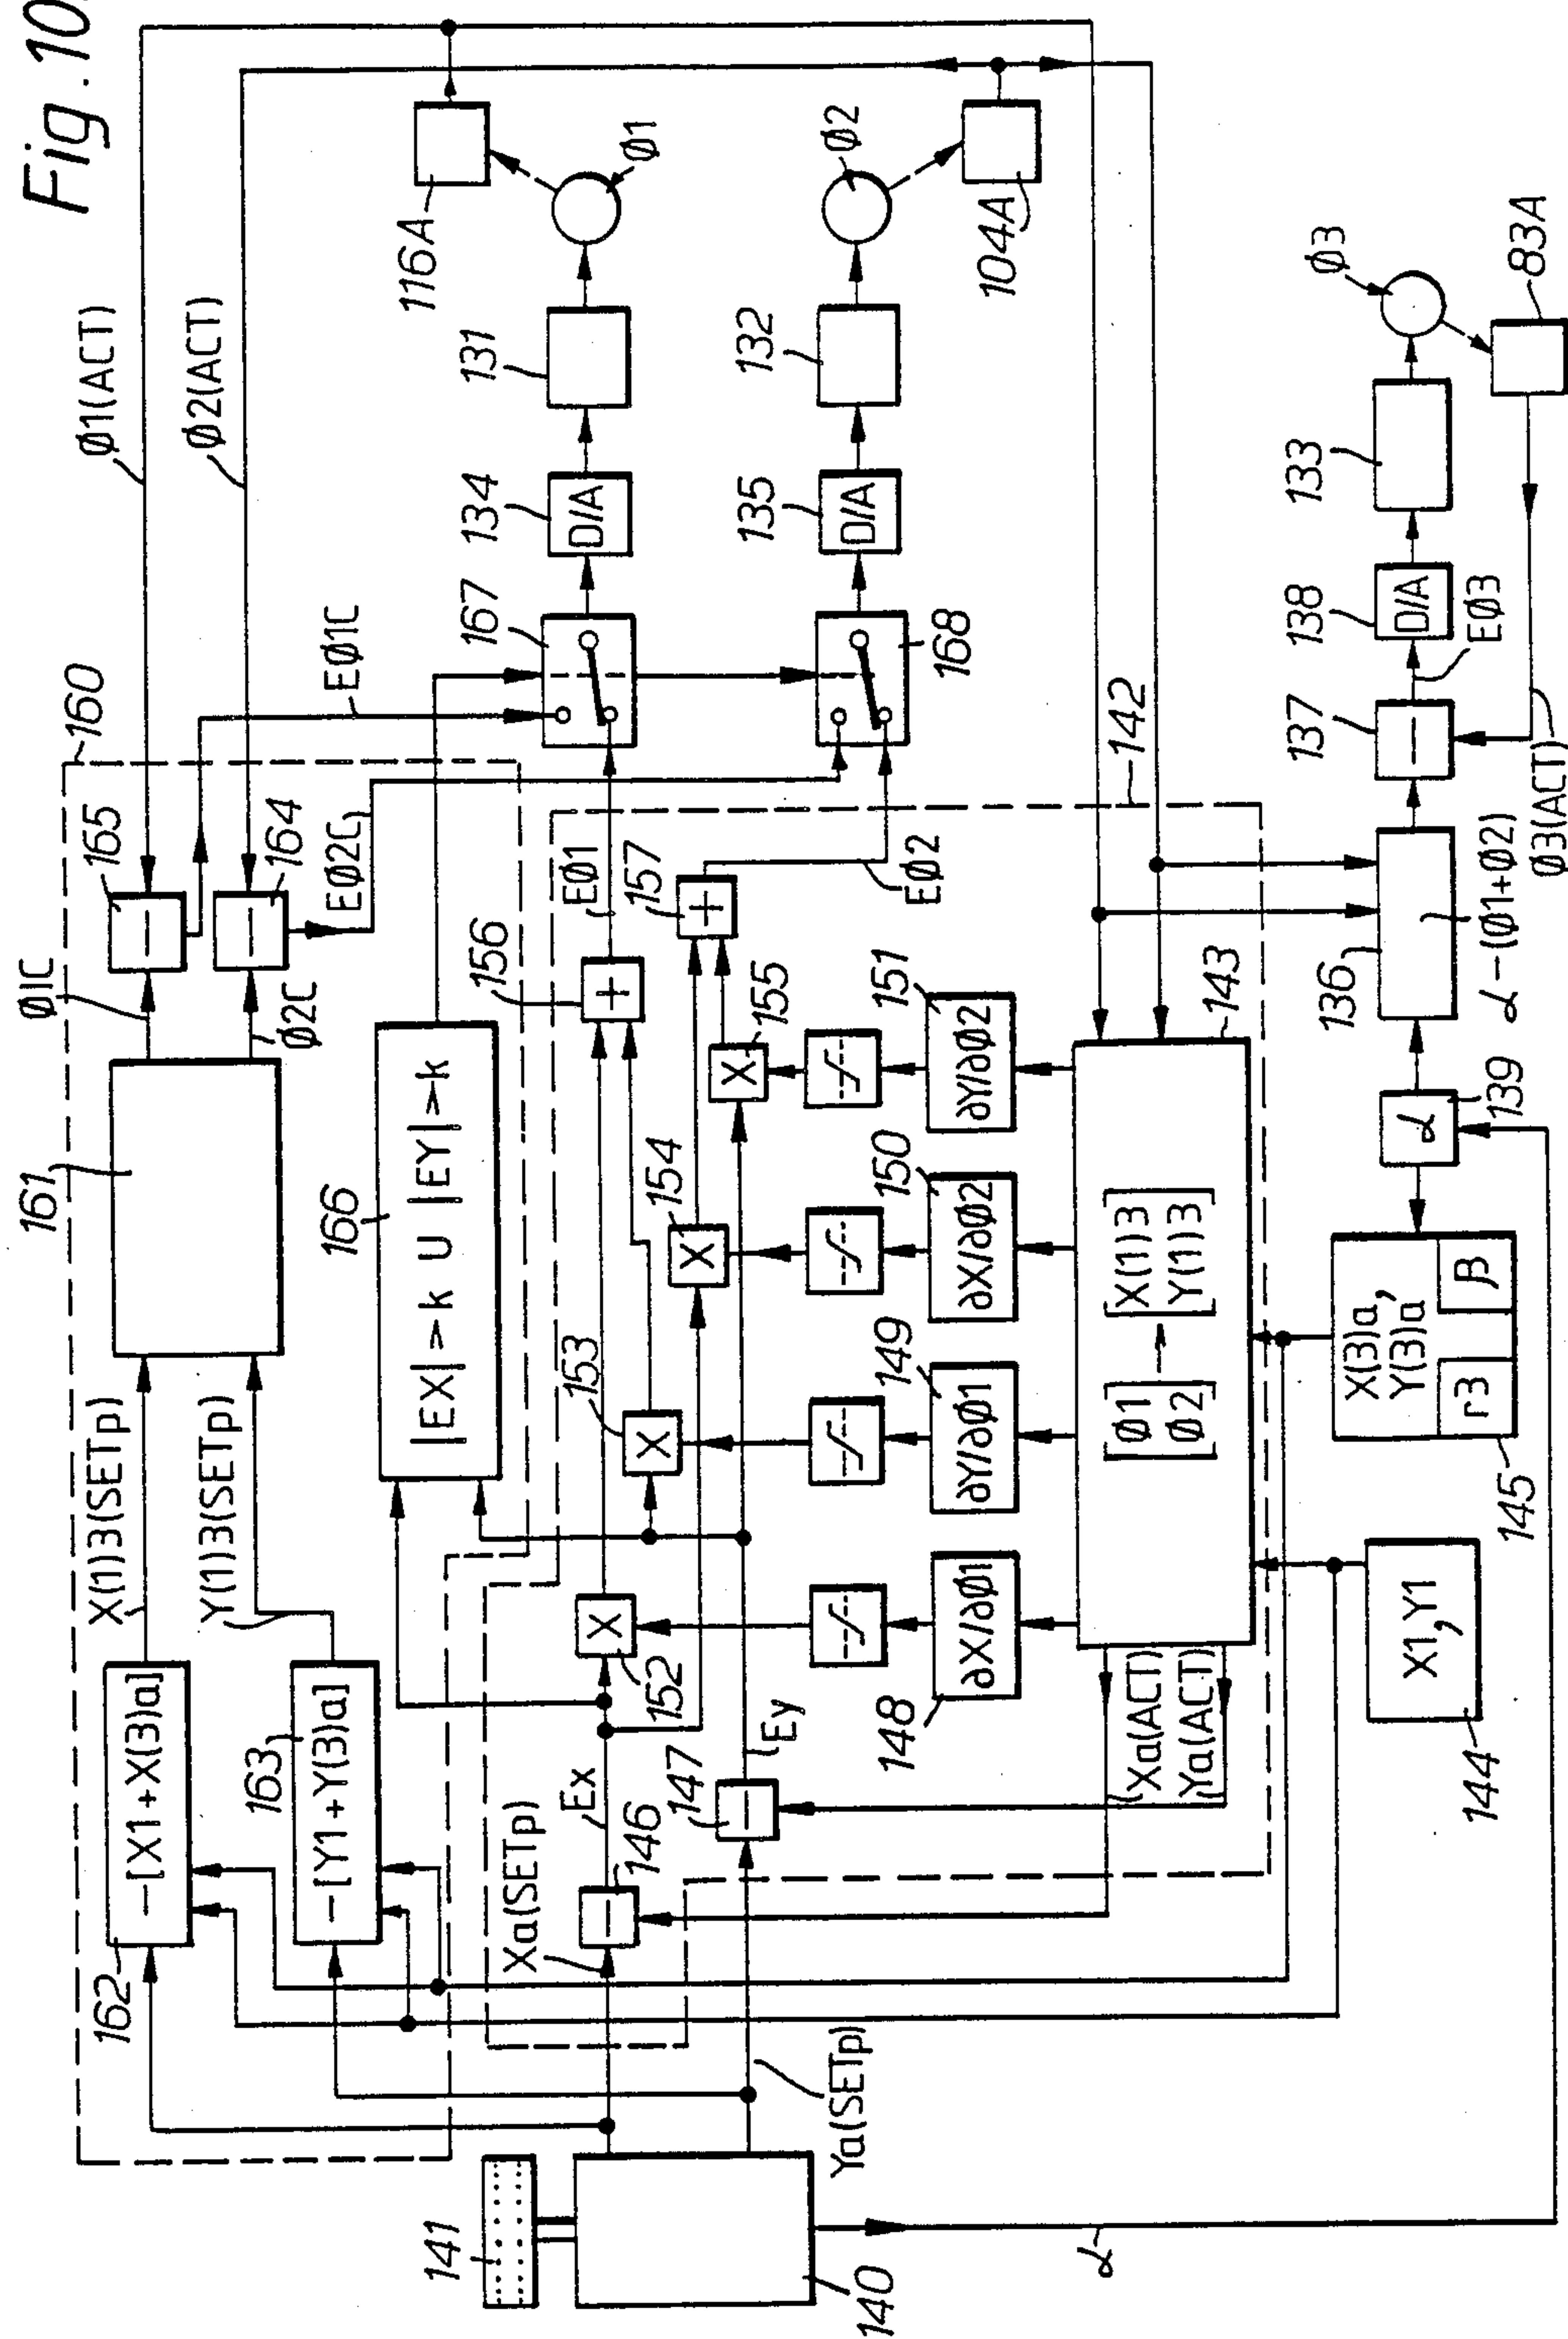 Fig. 10.
Ø1(ACT)
Ø2(ACT)
116A
Ø1
Ø2
104A
131
132
134
D/A
135
D/A
167
168
EØ1C
EØ2C
160
165
164
Ø1C
Ø2C
161
X(1)3(SETp)
Y(1)3(SETp)
162
-[X1+X(3)a]
163
-[Y1+Y(3)a]
166
|EX|>k U |EY|>k
142
EØ1
EØ2
156
+
157
+
152
X
153
X
154
X
155
X
148
∂X/∂Ø1
149
∂Y/∂Ø1
150
∂X/∂Ø2
151
∂Y/∂Ø2
143
[Ø1 Ø2] → [X(1)3 Y(1)3]
Xa(ACT)
Ya(ACT)
Xa(SETp)
Ex
146
147
Ey
Ya(SETp)
141
140
α
144
X1,Y1
145
X(3)a,
Y(3)a
r3
β
139
α
136
α-(Ø1+Ø2)
137
EØ3
138
D/A
133
Ø3
83A
Ø3(ACT)